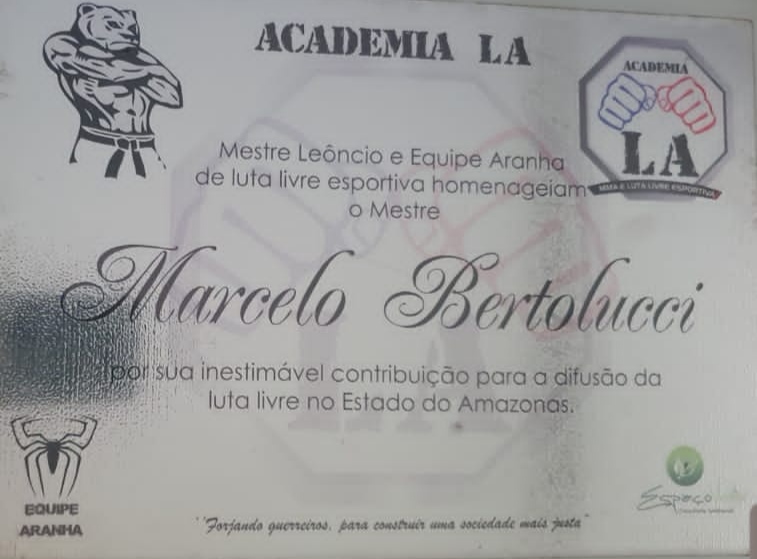 ACADEMIA LA
ACADEMIA
LA
MMA E LUTA LIVRE ESPORTIVA
Mestre Leôncio e Equipe Aranha
de luta livre esportiva homenageiam
o Mestre
Marcelo Bertolucci
por sua inestimável contribuição para a difusão da
luta livre no Estado do Amazonas.
EQUIPE
ARANHA
Espaço
"Forjando guerreiros, para construir uma sociedade mais justa"